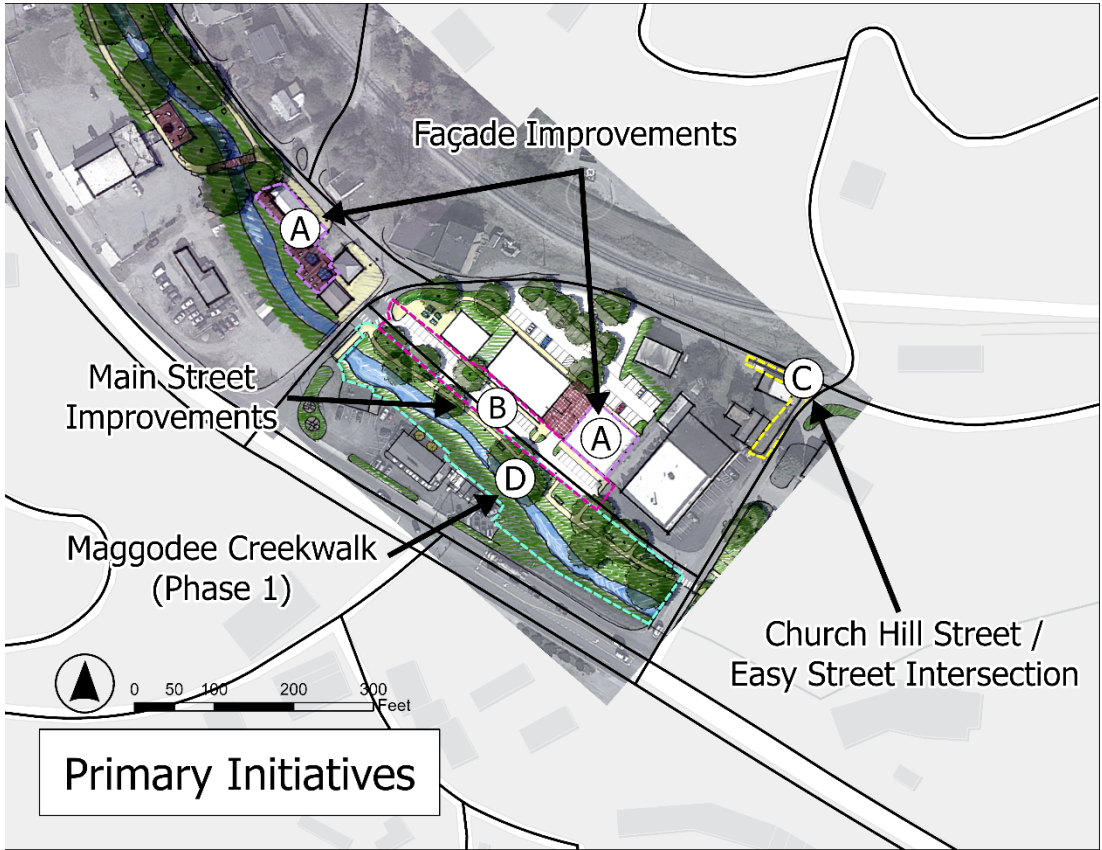 Façade Improvements
A
Main Street
Improvements
B
A
C
D
Maggodee Creekwalk
(Phase 1)
Church Hill Street /
Easy Street Intersection
0 50 100 200 300
Feet
Primary Initiatives